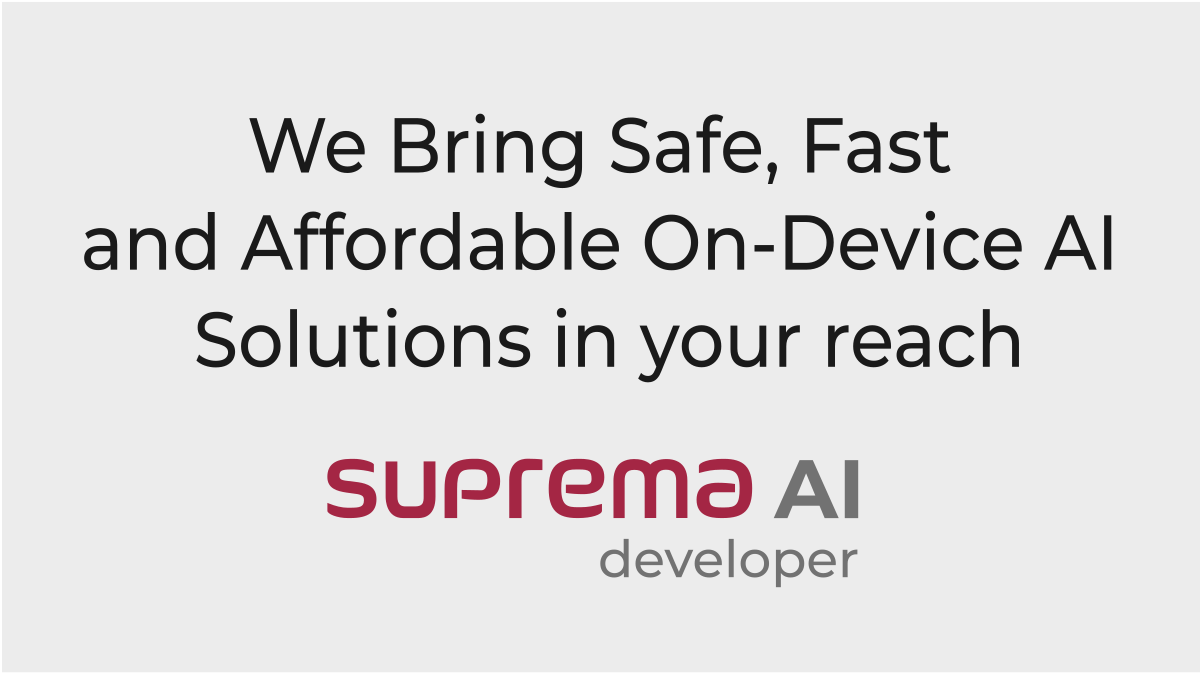 We Bring Safe, Fast
and Affordable On-Device AI
Solutions in your reach
suprema AI
developer